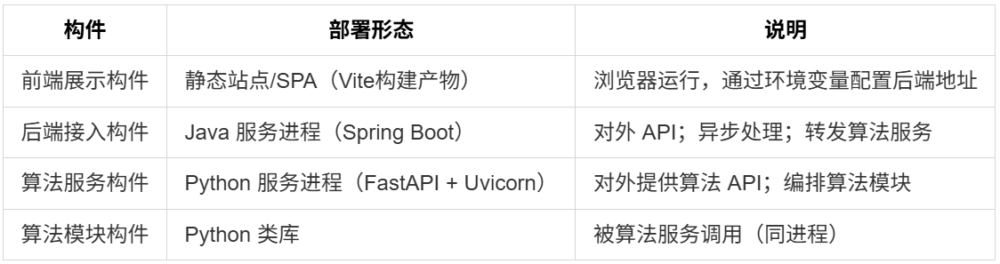 构件 部署形态 说明
前端展示构件 静态站点/SPA（Vite构建产物） 浏览器运行，通过环境变量配置后端地址
后端接入构件 Java 服务进程（Spring Boot） 对外 API；异步处理；转发算法服务
算法服务构件 Python 服务进程（FastAPI + Uvicorn） 对外提供算法 API；编排算法模块
算法模块构件 Python 类库 被算法服务调用（同进程）